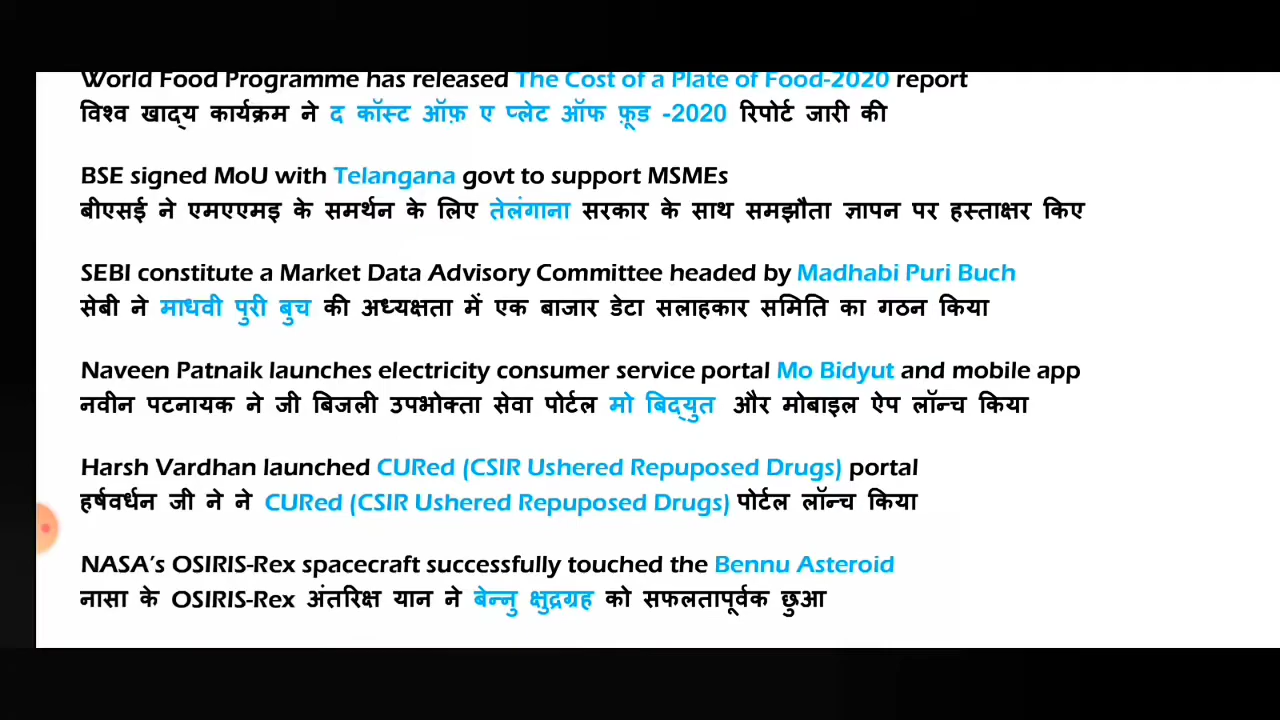 World Food Programme has released The Cost of a Plate of Food-2020 report
विश्व खाद्य कार्यक्रम ने द कॉस्ट ऑफ़ ए प्लेट ऑफ फ़ूड -2020 रिपोर्ट जारी की
BSE signed MoU with Telangana govt to support MSMEs
बीएसई ने एमएएमइ के समर्थन के लिए तेलंगाना सरकार के साथ समझौता ज्ञापन पर हस्ताक्षर किए
SEBI constitute a Market Data Advisory Committee headed by Madhabi Puri Buch
सेबी ने माधवी पुरी बुच की अध्यक्षता में एक बाजार डेटा सलाहकार समिति का गठन किया
Naveen Patnaik launches electricity consumer service portal Mo Bidyut and mobile app
नवीन पटनायक ने जी बिजली उपभोक्ता सेवा पोर्टल मो बिद्युत और मोबाइल ऐप लॉन्च किया
Harsh Vardhan launched CURed (CSIR Ushered Repuposed Drugs) portal
हर्षवर्धन जी ने ने CURed (CSIR Ushered Repuposed Drugs) पोर्टल लॉन्च किया
NASA's OSIRIS-Rex spacecraft successfully touched the Bennu Asteroid
नासा के OSIRIS-Rex अंतरिक्ष यान ने बेन्नु क्षुद्रग्रह को सफलतापूर्वक छुआ